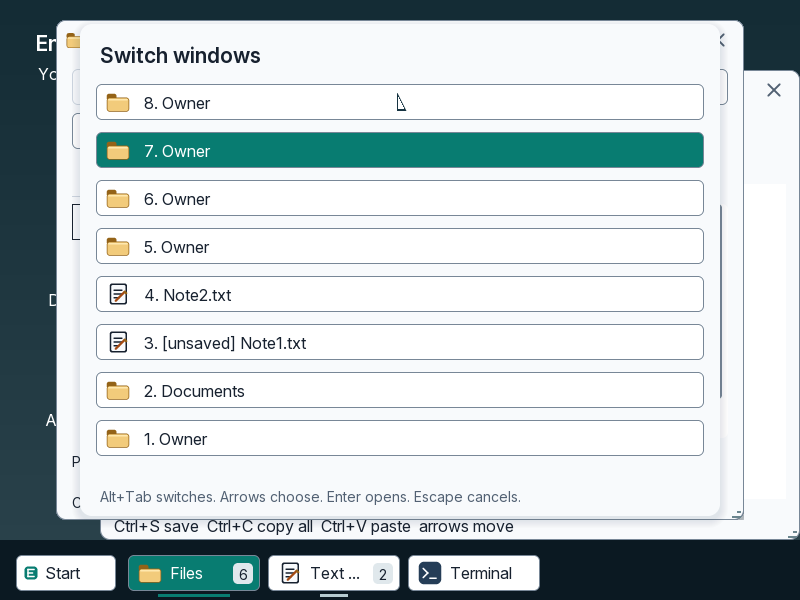 En
Yo
Switch windows
8. Owner
7. Owner
6. Owner
5. Owner
4. Note2.txt
3. [unsaved] Note1.txt
2. Documents
1. Owner
D
A
P
C
Alt+Tab switches. Arrows choose. Enter opens. Escape cancels.
Ctrl+S save Ctrl+C copy all Ctrl+V paste arrows move
Start
Files 6
Text ... 2
Terminal